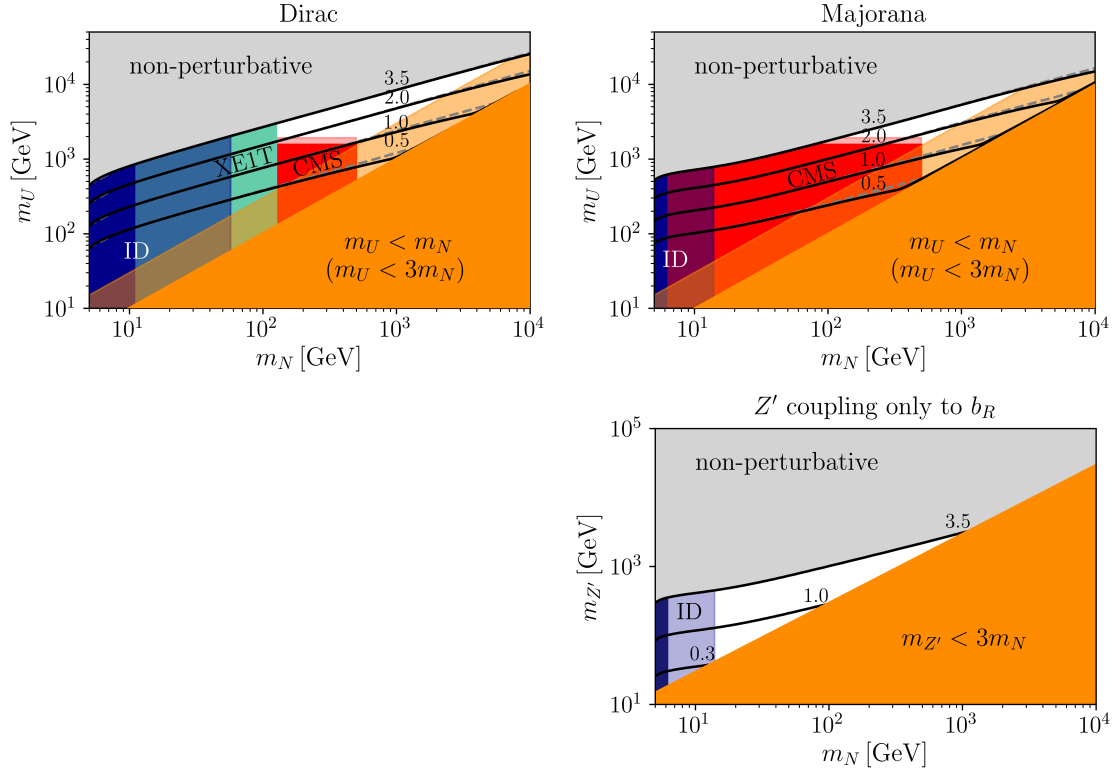 Dirac
non-perturbative
3.5
2.0
1.0
0.5
XE1T
CMS
ID
m_U < m_N
(m_U < 3m_N)
10^4
10^3
10^2
10^1
m_U [GeV]
10^1 10^2 10^3 10^4
m_N [GeV]
Majorana
non-perturbative
3.5
2.0
1.0
0.5
CMS
ID
m_U < m_N
(m_U < 3m_N)
10^4
10^3
10^2
10^1
m_U [GeV]
10^1 10^2 10^3 10^4
m_N [GeV]
Z′ coupling only to b_R
non-perturbative
3.5
1.0
0.3
ID
m_{Z′} < 3m_N
10^5
10^3
10^1
m_{Z′} [GeV]
10^1 10^2 10^3 10^4
m_N [GeV]